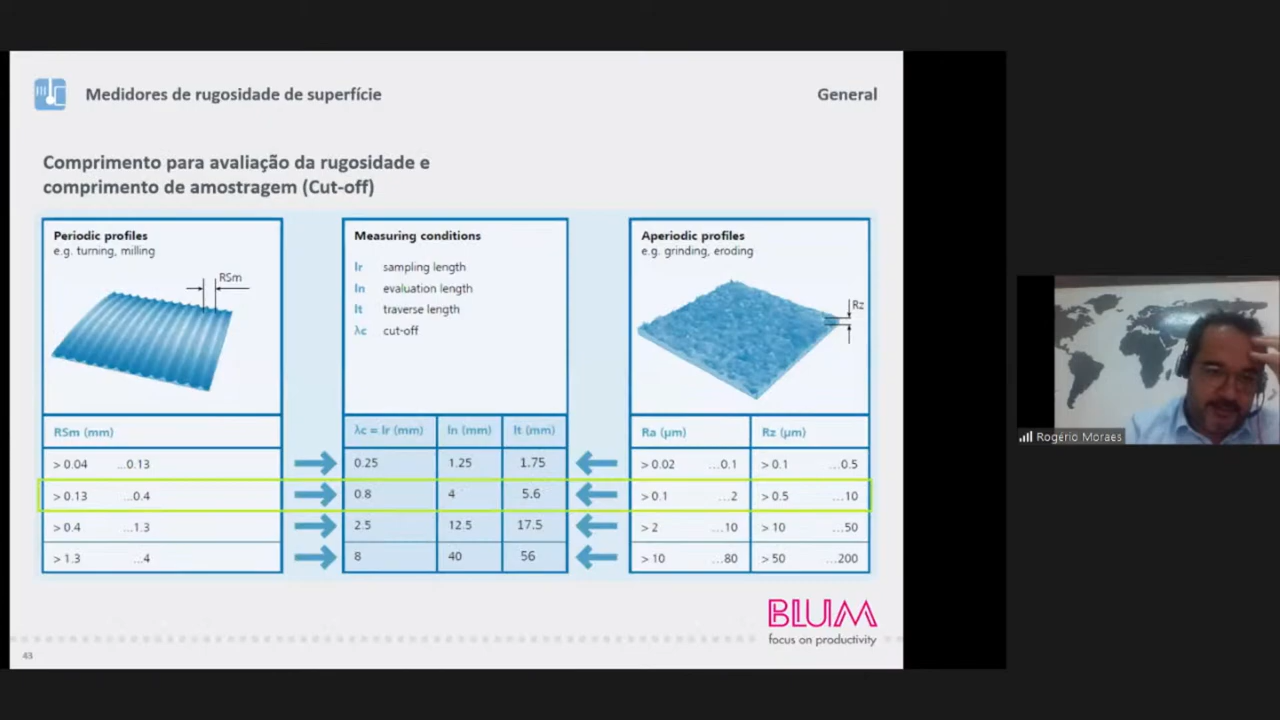 Medidores de rugosidade de superfície
General
Comprimento para avaliação da rugosidade e
comprimento de amostragem (Cut-off)
Periodic profiles
e.g. turning, milling
RSm
Measuring conditions
lr sampling length
ln evaluation length
lt traverse length
λc cut-off
Aperiodic profiles
e.g. grinding, eroding
Rz
RSm (mm) λc = lr (mm) ln (mm) lt (mm) Ra (µm) Rz (µm)
> 0.04 ...0.13 0.25 1.25 1.75 > 0.02 ...0.1 > 0.1 ...0.5
> 0.13 ...0.4 0.8 4 5.6 > 0.1 ...2 > 0.5 ...10
> 0.4 ...1.3 2.5 12.5 17.5 > 2 ...10 > 10 ...50
> 1.3 ...4 8 40 56 > 10 ...80 > 50 ...200
BLUM
focus on productivity
43
Rogério Moraes